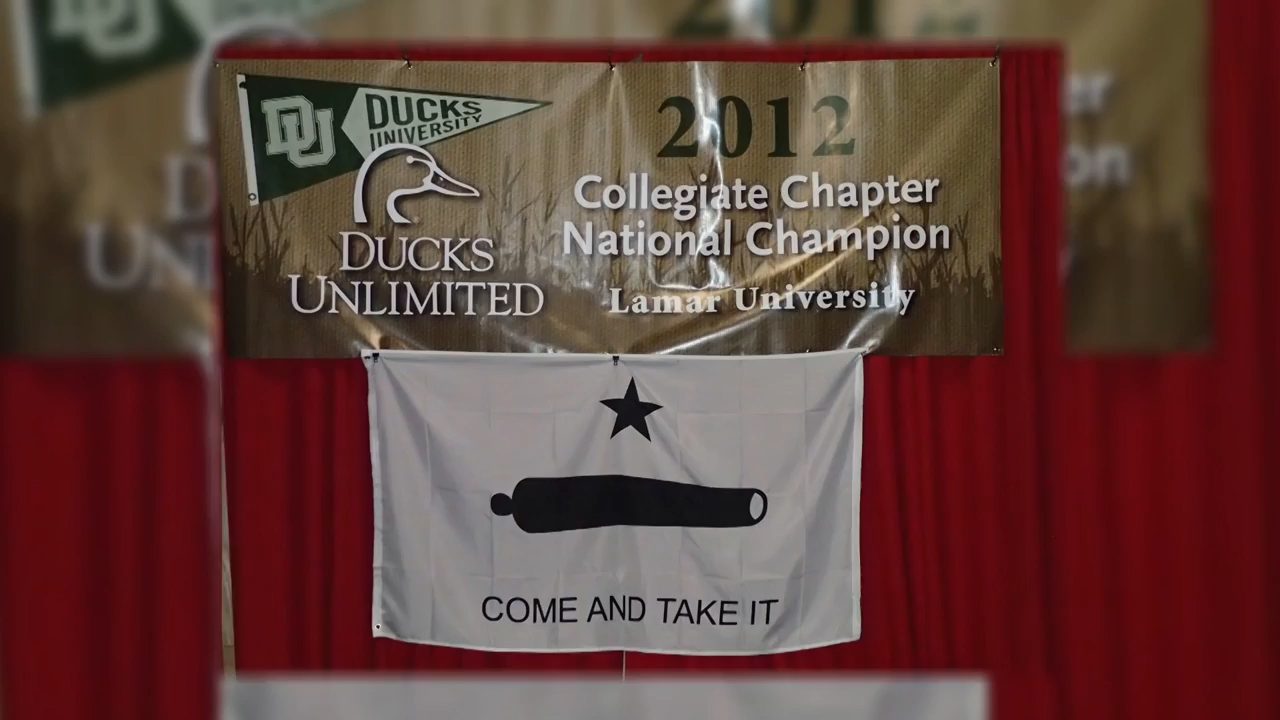 DU
DUCKS
UNIVERSITY
DUCKS
UNLIMITED
2012
Collegiate Chapter
National Champion
Lamar University
COME AND TAKE IT